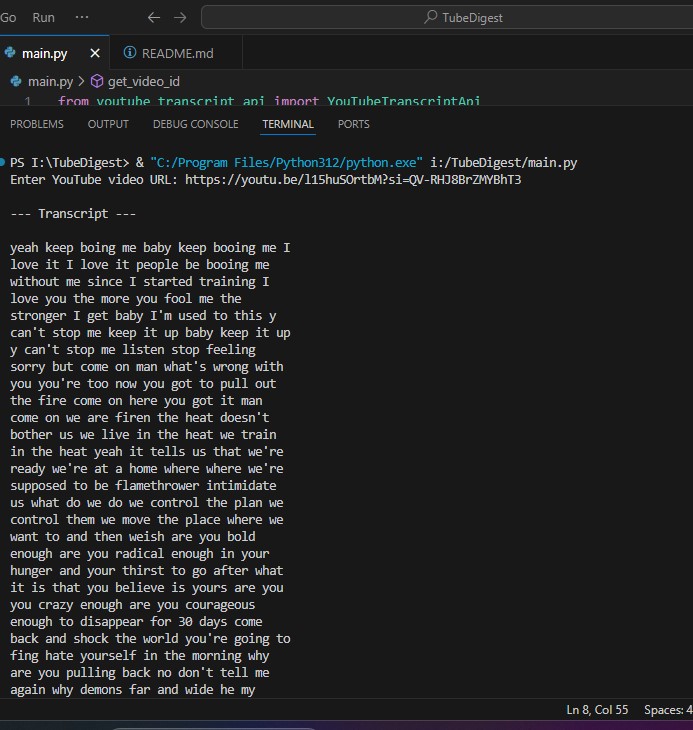 Go Run ··· ← → TubeDigest
main.py × README.md
main.py > get_video_id
1 from youtube_transcript_api import YouTubeTranscriptApi
PROBLEMS OUTPUT DEBUG CONSOLE TERMINAL PORTS
PS I:\TubeDigest> & "C:/Program Files/Python312/python.exe" i:/TubeDigest/main.py
Enter YouTube video URL: https://youtu.be/l15huSOrtbM?si=QV-RHJ8BrZMYBhT3
--- Transcript ---
yeah keep boing me baby keep booing me I
love it I love it people be booing me
without me since I started training I
love you the more you fool me the
stronger I get baby I'm used to this y
can't stop me keep it up baby keep it up
y can't stop me listen stop feeling
sorry but come on man what's wrong with
you you're too now you got to pull out
the fire come on here you got it man
come on we are firen the heat doesn't
bother us we live in the heat we train
in the heat yeah it tells us that we're
ready we're at a home where where we're
supposed to be flamethrower intimidate
us what do we do we control the plan we
control them we move the place where we
want to and then weish are you bold
enough are you radical enough in your
hunger and your thirst to go after what
it is that you believe is yours are you
you crazy enough are you courageous
enough to disappear for 30 days come
back and shock the world you're going to
fing hate yourself in the morning why
are you pulling back no don't tell me
again why demons far and wide he my
Ln 8, Col 55 Spaces: 4